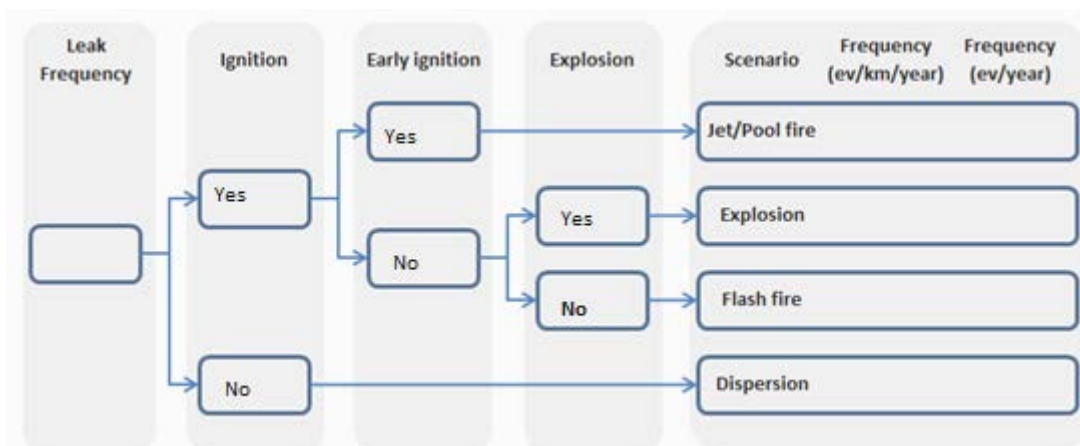 Leak
Frequency
Ignition
Early ignition
Explosion
Scenario
Frequency
(ev/km/year)
Frequency
(ev/year)
Yes
Jet/Pool fire
Yes
Yes
Explosion
No
No
Flash fire
No
Dispersion